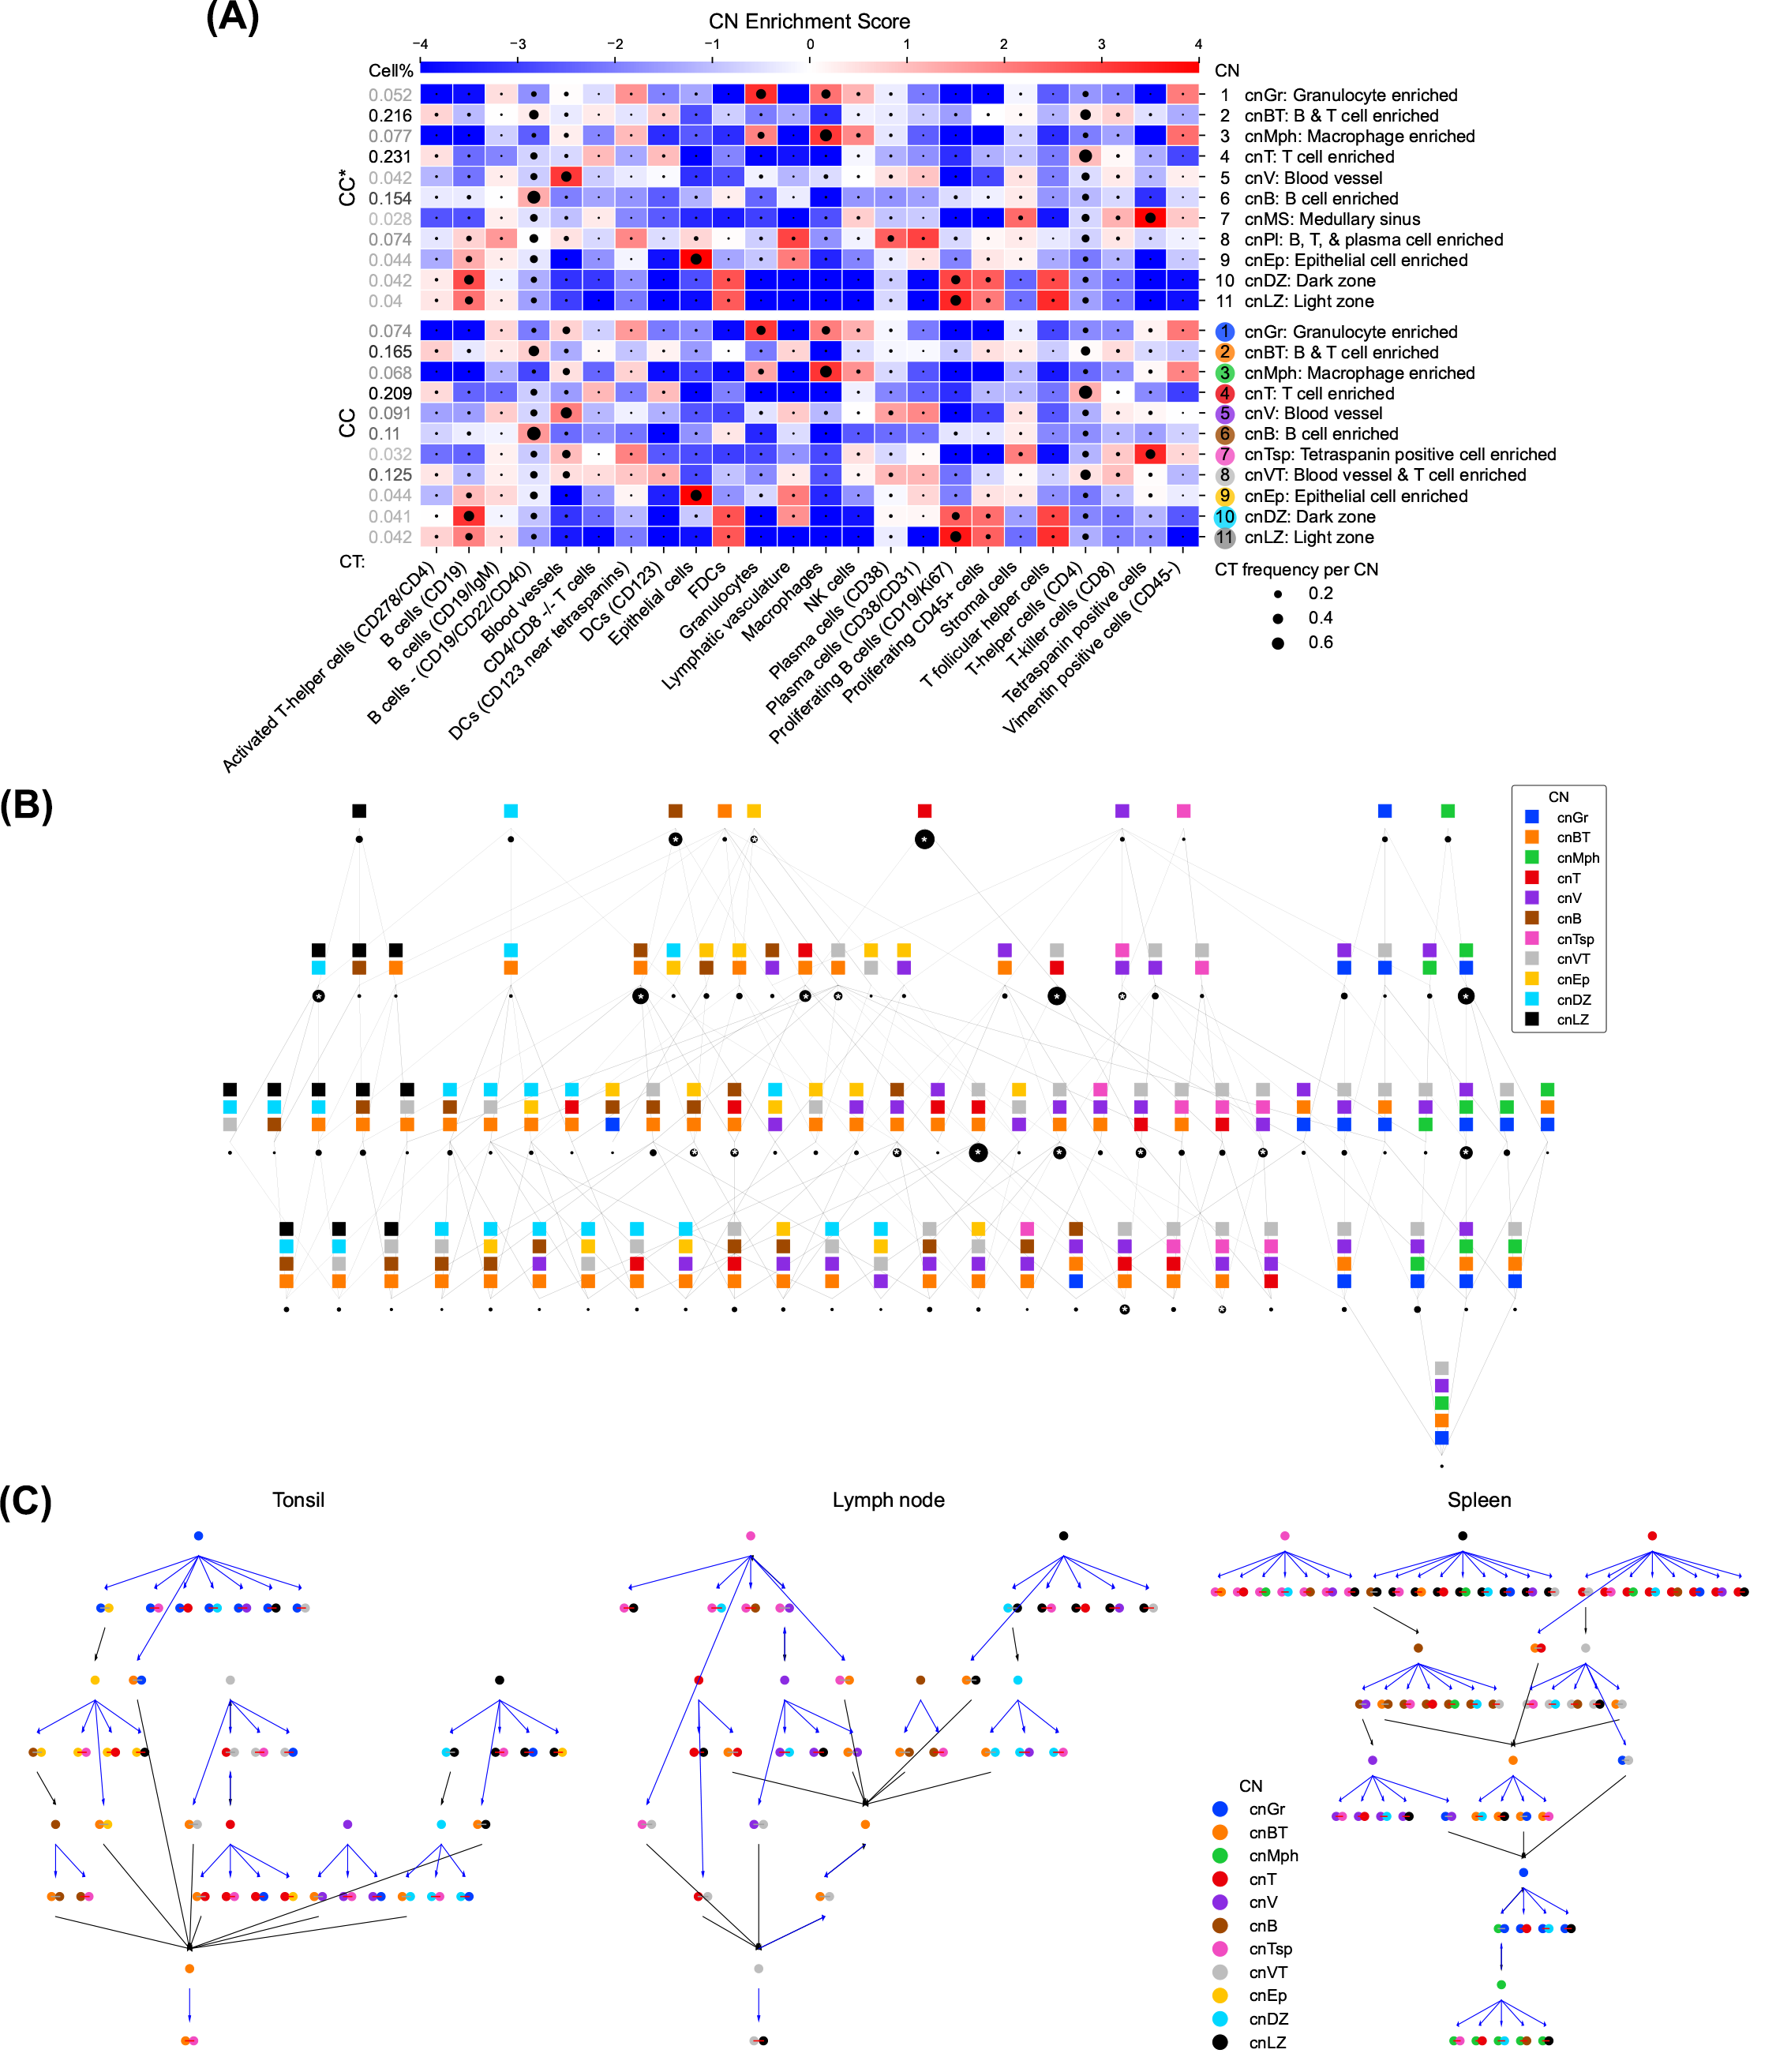 (A)
CN Enrichment Score
−4 −3 −2 −1 0 1 2 3 4
Cell% CN
CC*
0.052 1 cnGr: Granulocyte enriched
0.216 2 cnBT: B & T cell enriched
0.077 3 cnMph: Macrophage enriched
0.231 4 cnT: T cell enriched
0.042 5 cnV: Blood vessel
0.154 6 cnB: B cell enriched
0.028 7 cnMS: Medullary sinus
0.074 8 cnPl: B, T, & plasma cell enriched
0.044 9 cnEp: Epithelial cell enriched
0.042 10 cnDZ: Dark zone
0.04 11 cnLZ: Light zone
CC
0.074 1 cnGr: Granulocyte enriched
0.165 2 cnBT: B & T cell enriched
0.068 3 cnMph: Macrophage enriched
0.209 4 cnT: T cell enriched
0.091 5 cnV: Blood vessel
0.11 6 cnB: B cell enriched
0.032 7 cnTsp: Tetraspanin positive cell enriched
0.125 8 cnVT: Blood vessel & T cell enriched
0.044 9 cnEp: Epithelial cell enriched
0.041 10 cnDZ: Dark zone
0.042 11 cnLZ: Light zone
CT:
Activated T-helper cells (CD278/CD4)
B cells (CD19)
B cells (CD19/IgM)
B cells - (CD19/CD22/CD40)
Blood vessels
CD4/CD8 -/- T cells
DCs (CD123 near tetraspanins)
DCs (CD123)
Epithelial cells
FDCs
Granulocytes
Lymphatic vasculature
Macrophages
NK cells
Plasma cells (CD38)
Plasma cells (CD38/CD31)
Proliferating B cells (CD19/Ki67)
Proliferating CD45+ cells
Stromal cells
T follicular helper cells
T-helper cells (CD4)
T-killer cells (CD8)
Tetraspanin positive cells
Vimentin positive cells (CD45-)
CT frequency per CN
0.2
0.4
0.6
(B)
CN
cnGr
cnBT
cnMph
cnT
cnV
cnB
cnTsp
cnVT
cnEp
cnDZ
cnLZ
(C)
Tonsil Lymph node Spleen
CN
cnGr
cnBT
cnMph
cnT
cnV
cnB
cnTsp
cnVT
cnEp
cnDZ
cnLZ